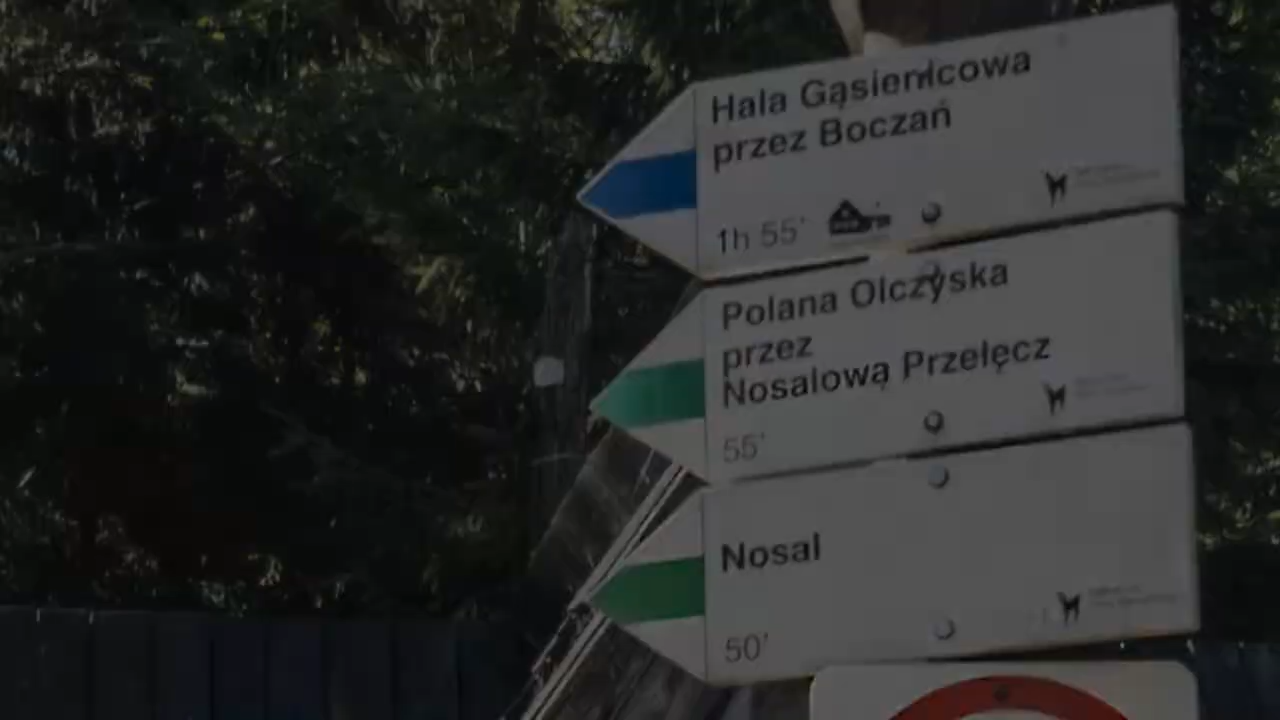 Hala Gąsienicowa
przez Boczań
1h 55'
Polana Olczyska
przez
Nosalową Przełęcz
55'
Nosal
50'